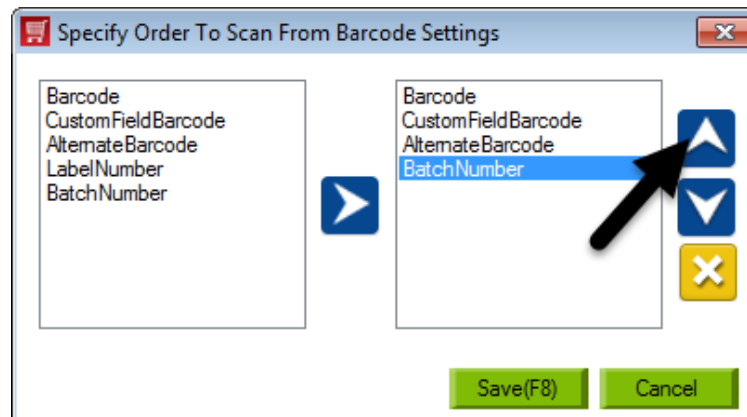 Specify Order To Scan From Barcode Settings
Barcode
CustomFieldBarcode
AlternateBarcode
LabelNumber
BatchNumber
Barcode
CustomFieldBarcode
AlternateBarcode
BatchNumber
Save(F8)
Cancel